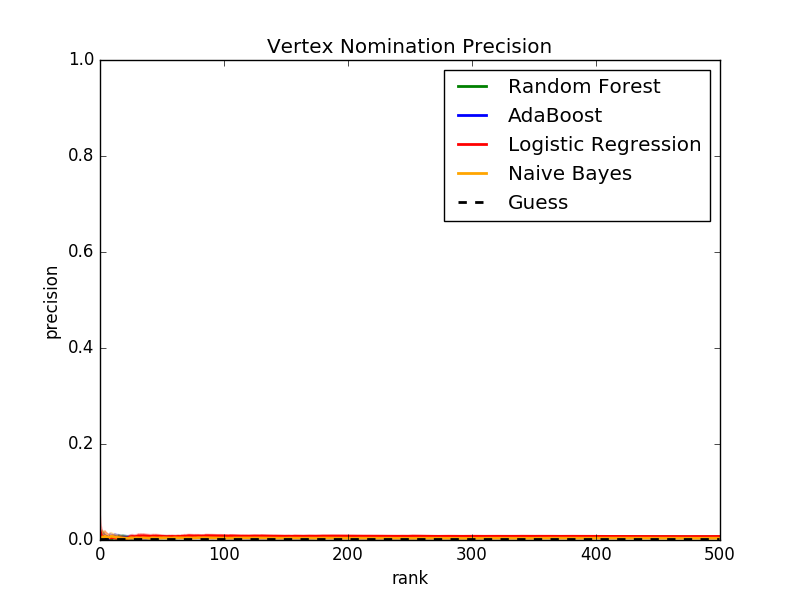 Vertex Nomination Precision
1.0
0.8
0.6
0.4
0.2
0.0
precision
Random Forest
AdaBoost
Logistic Regression
Naive Bayes
Guess
0 100 200 300 400 500
rank